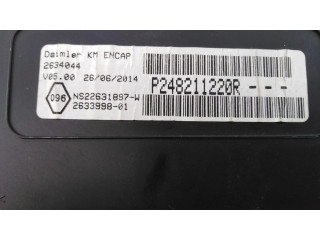 Daimler KM ENCAP
2634044
V05.00 26/06/2014
P248211220R - - -
096
NS22631897-W
2633998-01